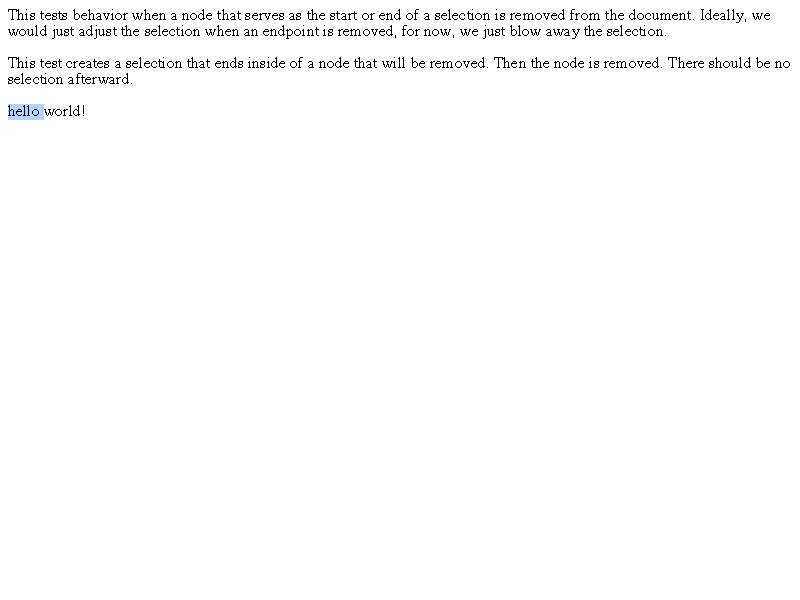 This tests behavior when a node that serves as the start or end of a selection is removed from the document. Ideally, we
would just adjust the selection when an endpoint is removed, for now, we just blow away the selection.
This test creates a selection that ends inside of a node that will be removed. Then the node is removed. There should be no
selection afterward.
hello world!